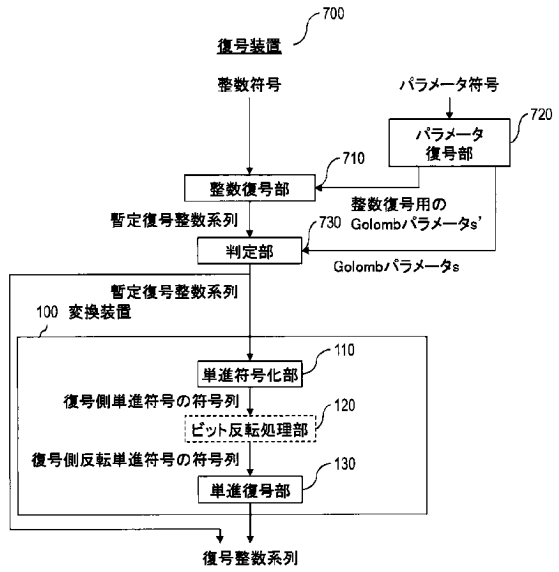 700
復号装置
整数符号
パラメータ符号
720
パラメータ
復号部
710
整数復号部
整数復号用の
Golombパラメータs'
暫定復号整数系列
730
判定部
Golombパラメータs
暫定復号整数系列
100 変換装置
110
単進符号化部
復号側単進符号の符号列
120
ビット反転処理部
復号側反転単進符号の符号列
130
単進復号部
復号整数系列